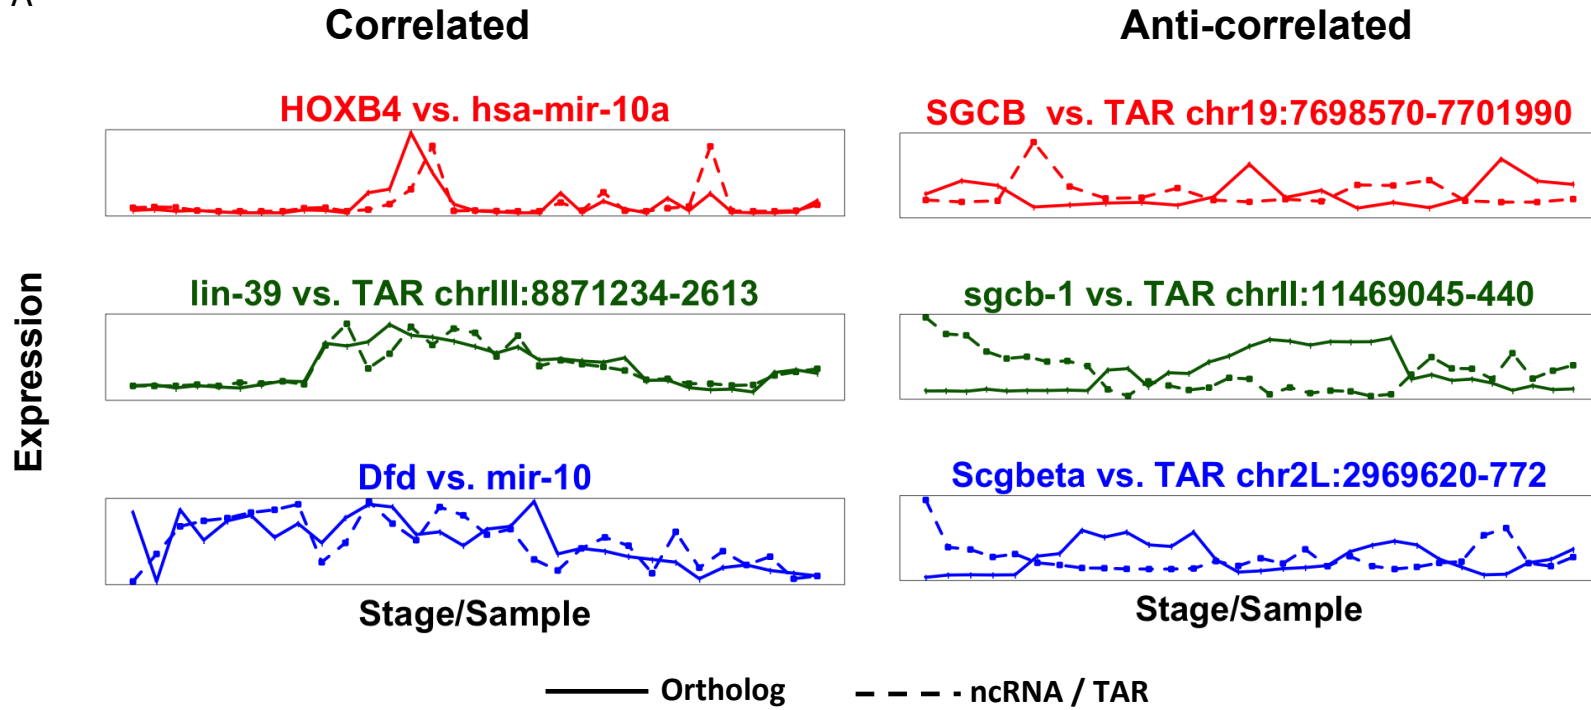 A
Correlated
Anti-correlated
HOXB4 vs. hsa-mir-10a
SGCB vs. TAR chr19:7698570-7701990
lin-39 vs. TAR chrIII:8871234-2613
sgcb-1 vs. TAR chrII:11469045-440
Expression
Dfd vs. mir-10
Scgbeta vs. TAR chr2L:2969620-772
Stage/Sample
Stage/Sample
Ortholog
ncRNA / TAR